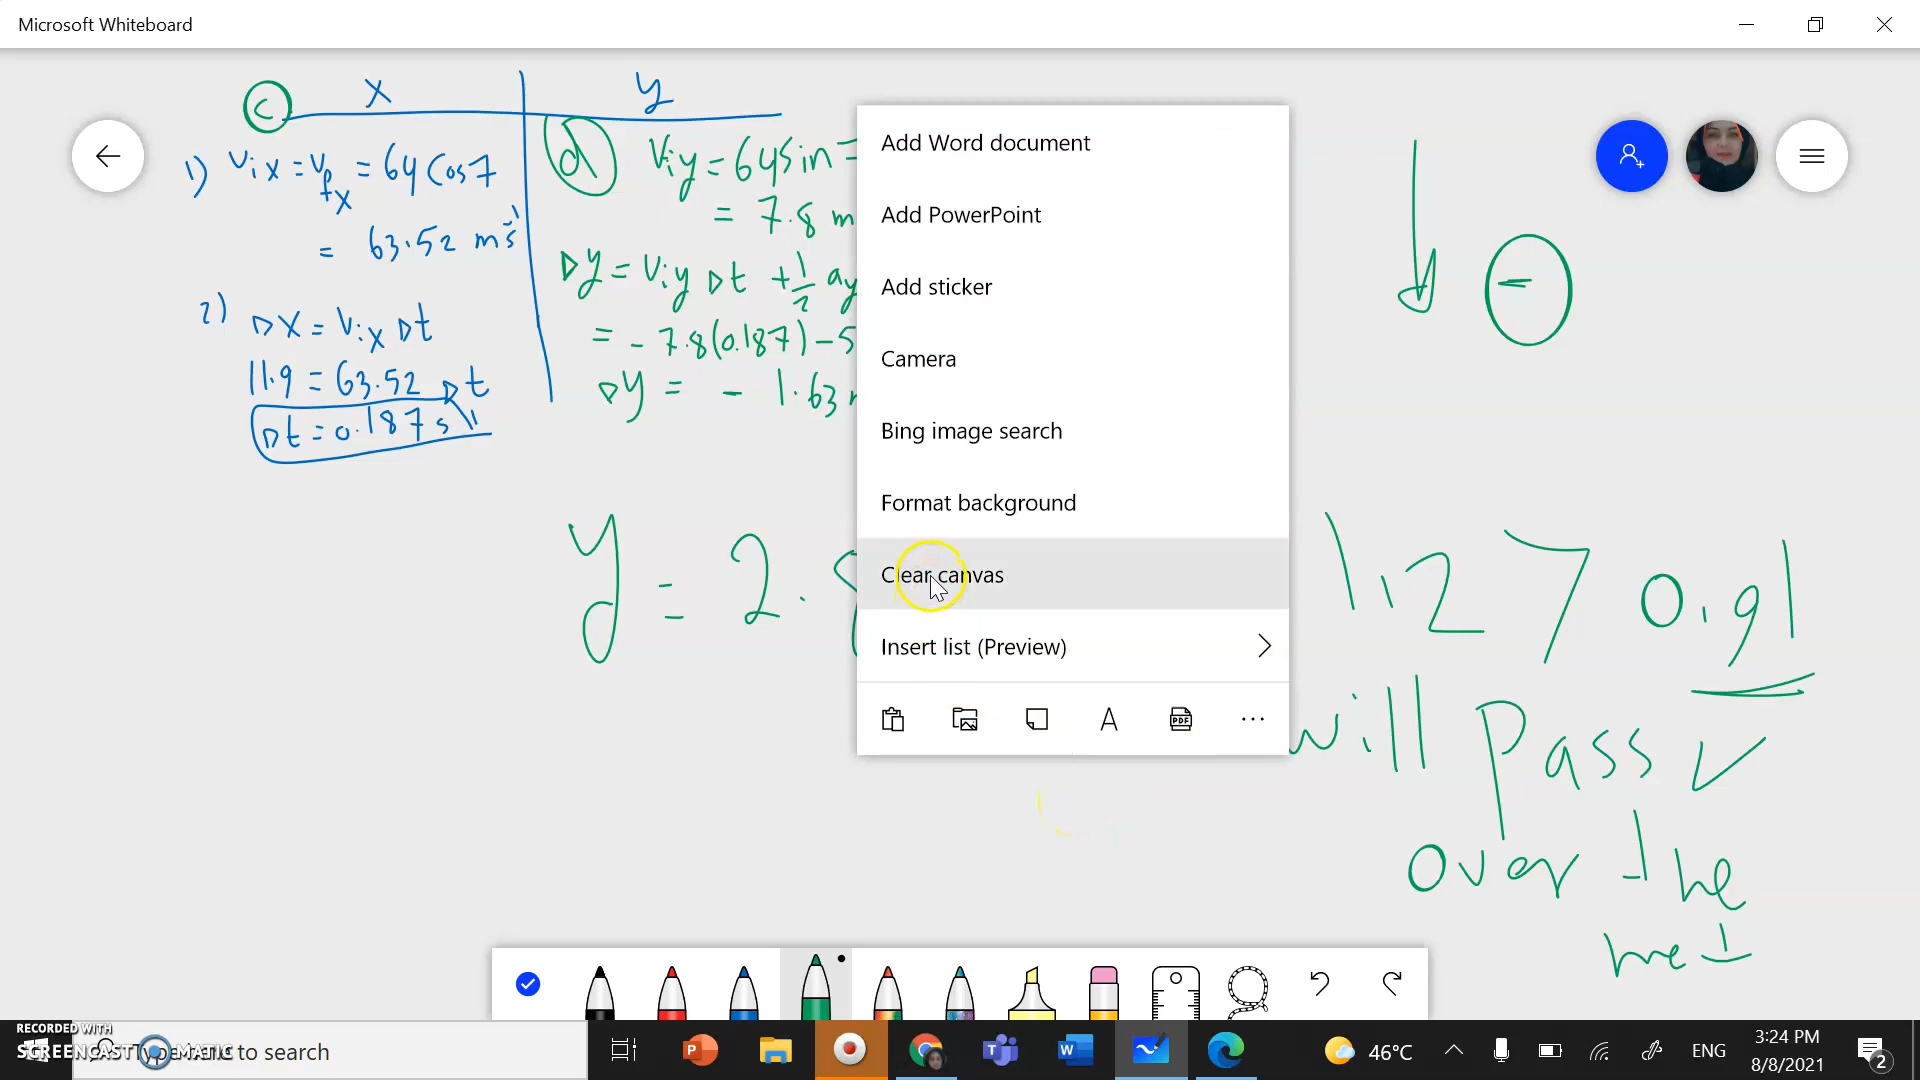 Microsoft Whiteboard
c
x
y
1) Vix = Vfx = 64 Cos7
= 63.52 ms⁻¹
2) Δx = Vix Δt
11.9 = 63.52 Δt
Δt = 0.187 s
d
Viy = 64 Sin
= 7.8 m
Δy = Viy Δt + 1/2 ay
= - 7.8(0.187) - 5
Δy = - 1.63
y = 2.
1.27 0.91
will Pass ✓
over the
net
-
Add Word document
Add PowerPoint
Add sticker
Camera
Bing image search
Format background
Clear canvas
Insert list (Preview)
A
PDF
RECORDED WITH
SCREENCAST MATIC
to search
46°C
ENG
3:24 PM
8/8/2021
2